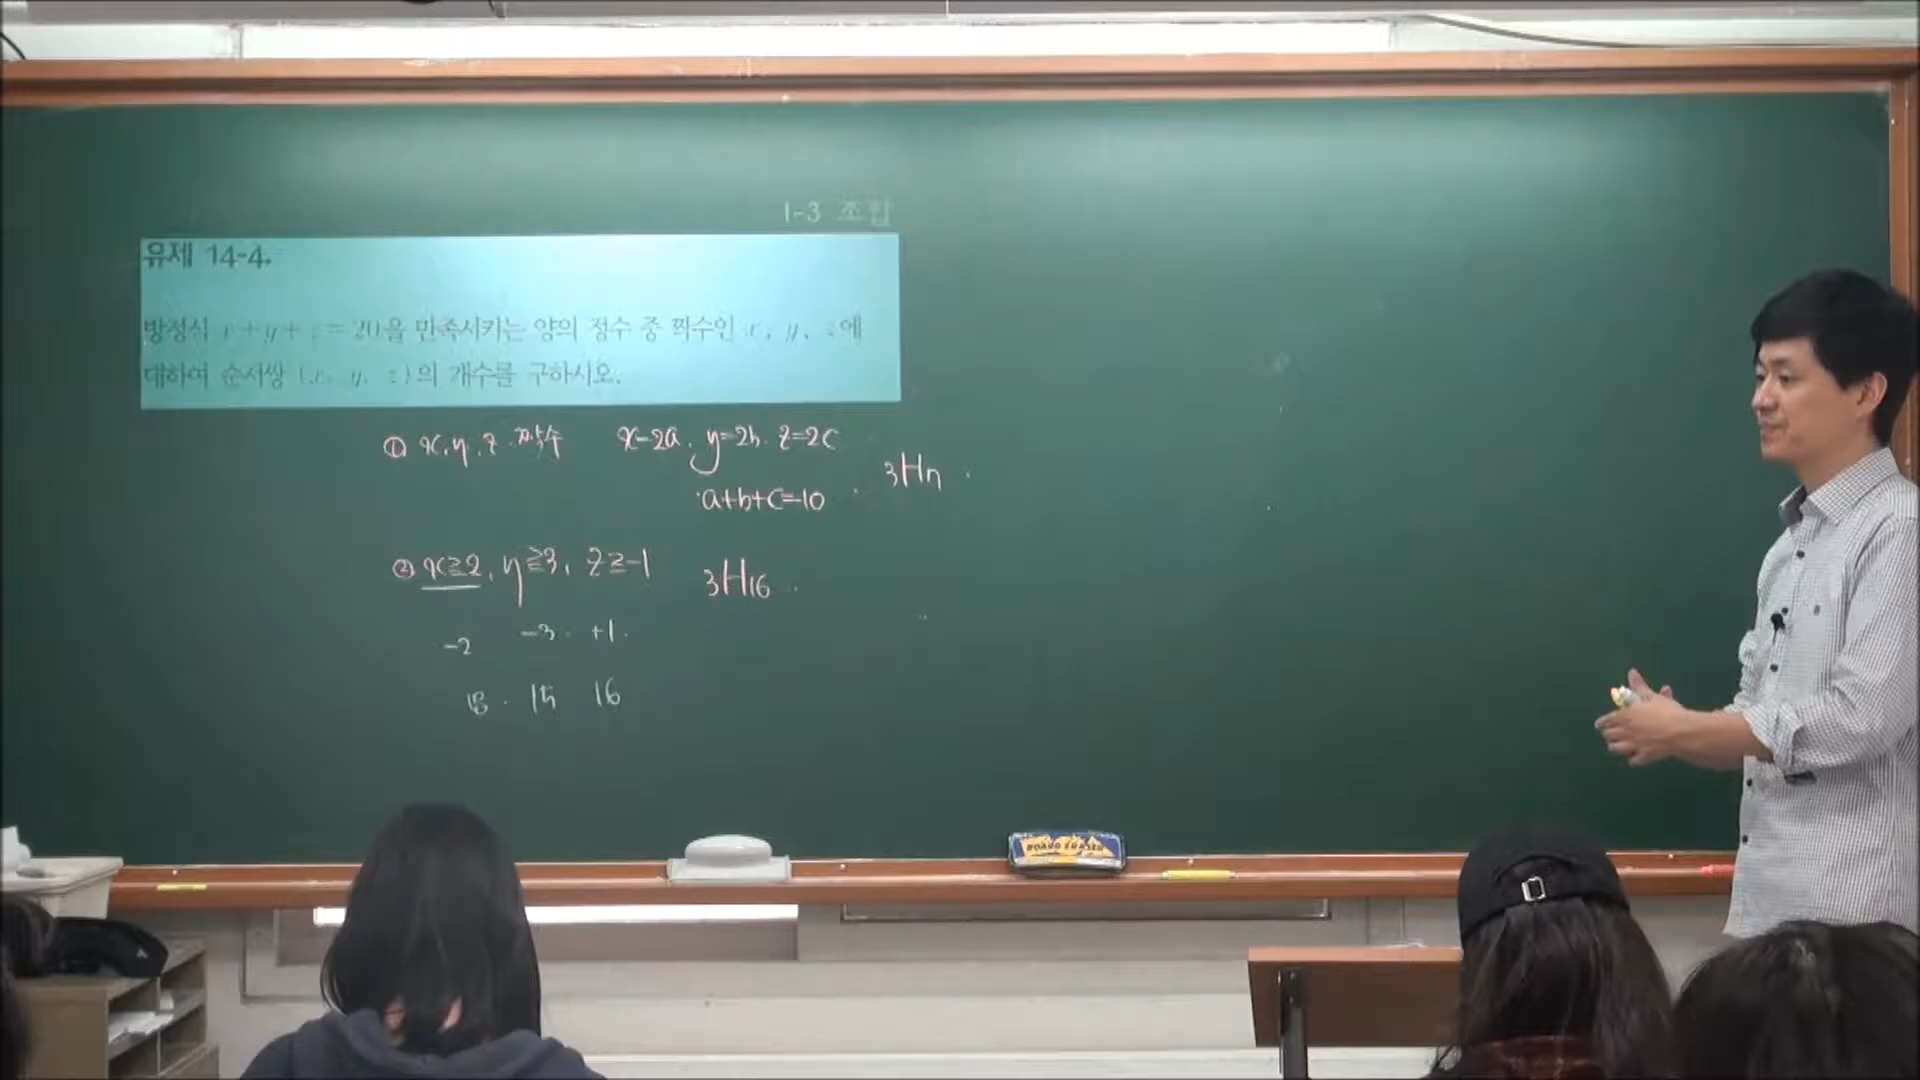 1-3 조합
유제 14-4.
방정식 x+y+z=20을 만족시키는 양의 정수 중 짝수인 x, y, z에
대하여 순서쌍 (x, y, z)의 개수를 구하시오.
① x, y, z 짝수 x=2a. y=2b. z=2c
a+b+c=10 3H7
② x≧2, y≧3, z≧-1 3H16
-2 -3 +1
18 15 16
BOARD ERASER